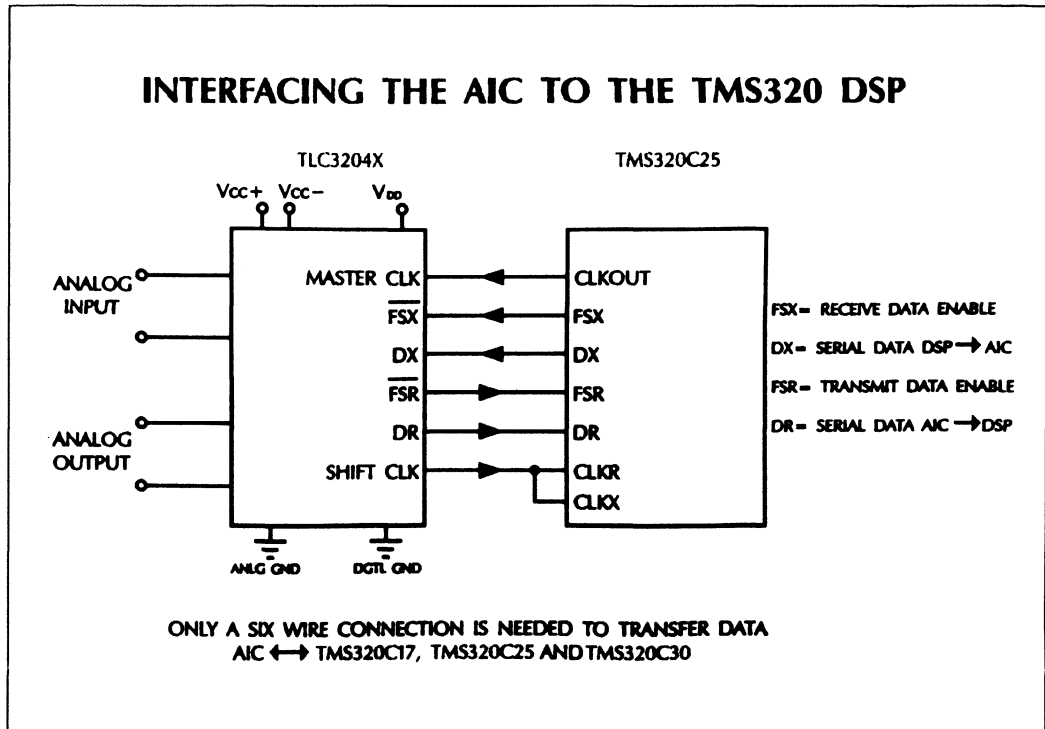 INTERFACING THE AIC TO THE TMS320 DSP
TLC3204X
TMS320C25
Vcc+ Vcc− VDD
ANALOG
INPUT
ANALOG
OUTPUT
MASTER CLK
FSX
DX
FSR
DR
SHIFT CLK
CLKOUT
FSX
DX
FSR
DR
CLKR
CLKX
FSX= RECEIVE DATA ENABLE
DX= SERIAL DATA DSP → AIC
FSR= TRANSMIT DATA ENABLE
DR= SERIAL DATA AIC → DSP
ANLG GND
DGTL GND
ONLY A SIX WIRE CONNECTION IS NEEDED TO TRANSFER DATA
AIC ↔ TMS320C17, TMS320C25 AND TMS320C30